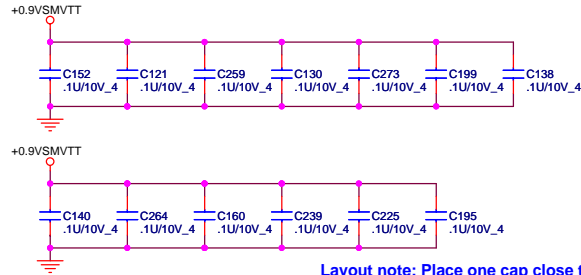 +0.9VSMVTT
C152 C121 C259 C130 C273 C199 C138
.1U/10V_4 .1U/10V_4 .1U/10V_4 .1U/10V_4 .1U/10V_4 .1U/10V_4 .1U/10V_4
+0.9VSMVTT
C140 C264 C160 C239 C225 C195
.1U/10V_4 .1U/10V_4 .1U/10V_4 .1U/10V_4 .1U/10V_4 .1U/10V_4
Layout note: Place one cap close